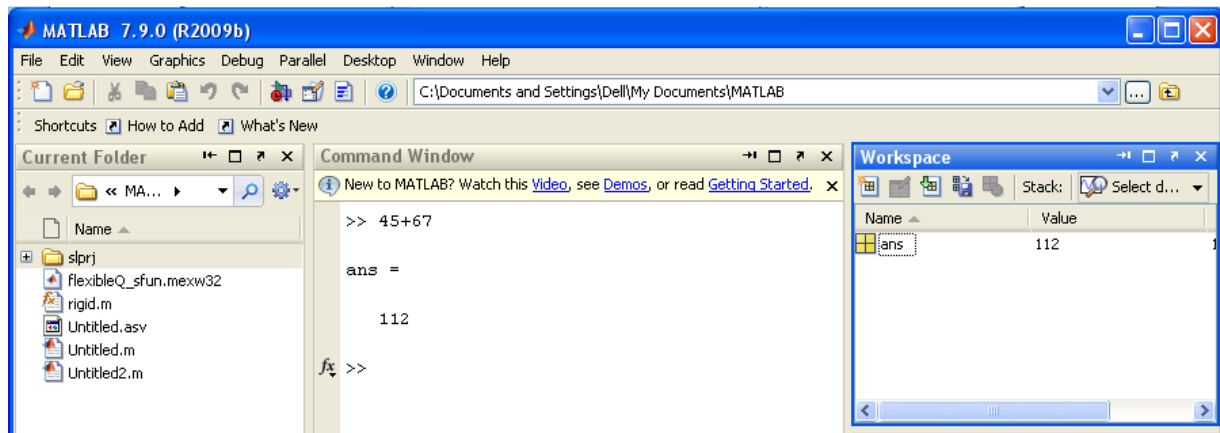 MATLAB 7.9.0 (R2009b)
File Edit View Graphics Debug Parallel Desktop Window Help
C:\Documents and Settings\Dell\My Documents\MATLAB
Shortcuts How to Add What's New
Current Folder
« MA...
Name
slprj
flexibleQ_sfun.mexw32
rigid.m
Untitled.asv
Untitled.m
Untitled2.m
Command Window
New to MATLAB? Watch this Video, see Demos, or read Getting Started.
>> 45+67
ans =
112
fx >>
Workspace
Stack: Select d...
Name Value
ans 112